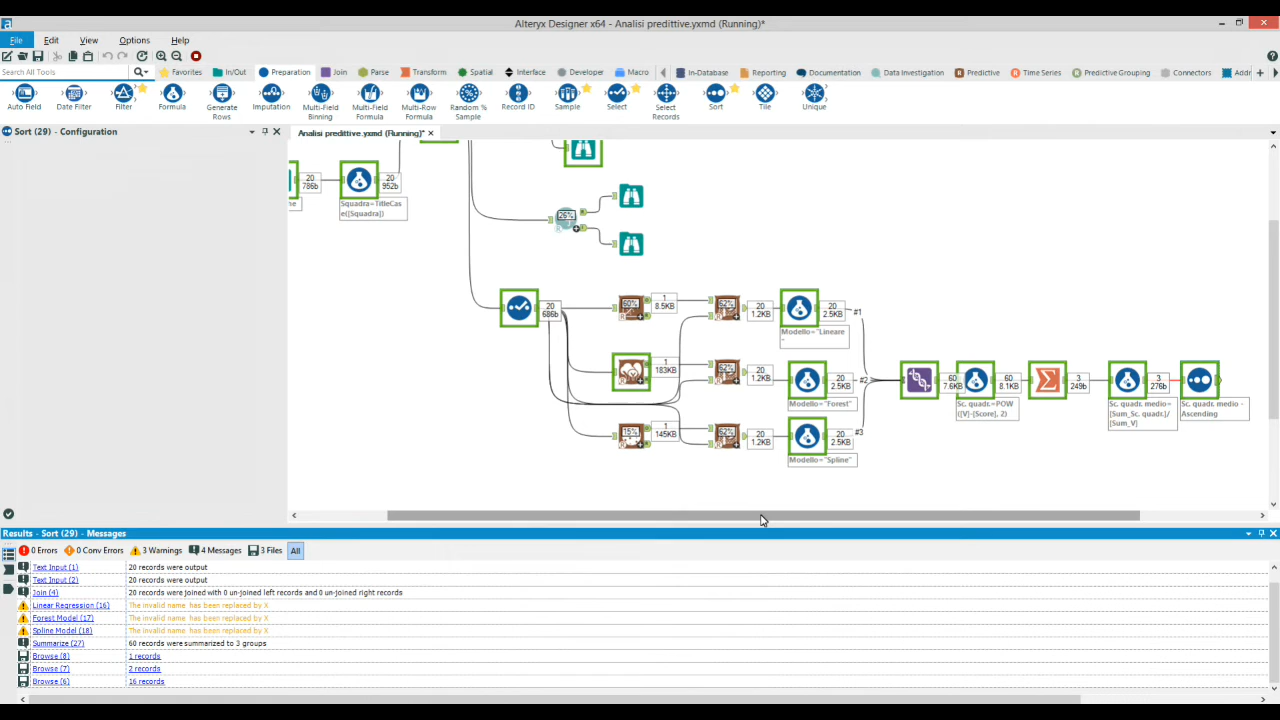 Alteryx Designer x64 - Analisi predittive.yxmd (Running)*
File Edit View Options Help
Search All Tools Favorites In/Out Preparation Join Parse Transform Spatial Interface Developer Macro In-Database Reporting Documentation Data Investigation Predictive Time Series Predictive Grouping Connectors
Auto Field Date Filter Filter Formula Generate Rows Imputation Multi-Field Binning Multi-Field Formula Multi-Row Formula Random % Sample Record ID Sample Select Select Records Sort Tile Unique
Sort (29) - Configuration
Analisi predittive.yxmd (Running)*
20
786b
20
952b
Squadra=TitleCa
se([Squadra])
26%
20
686b
60%
1
8.5KB
62%
20
1.2KB
20
2.5KB
#1
Modello="Lineare
"
1
183KB
62%
20
1.2KB
20
2.5KB
#2
Modello="Forest"
15%
1
145KB
62%
20
1.2KB
20
2.5KB
#3
Modello="Spline"
60
7.6KB
60
8.1KB
Sc. quadr.=POW
([V]-[Score], 2)
3
249b
3
276b
Sc. quadr. medio=
[Sum_Sc. quadr.]/
[Sum_V]
Sc. quadr. medio -
Ascending
Results - Sort (29) - Messages
0 Errors 0 Conv Errors 3 Warnings 4 Messages 3 Files All
Text Input (1) 20 records were output
Text Input (2) 20 records were output
Join (4) 20 records were joined with 0 un-joined left records and 0 un-joined right records
Linear Regression (16) The invalid name has been replaced by X
Forest Model (17) The invalid name has been replaced by X
Spline Model (18) The invalid name has been replaced by X
Summarize (27) 60 records were summarized to 3 groups
Browse (8) 1 records
Browse (7) 2 records
Browse (6) 16 records